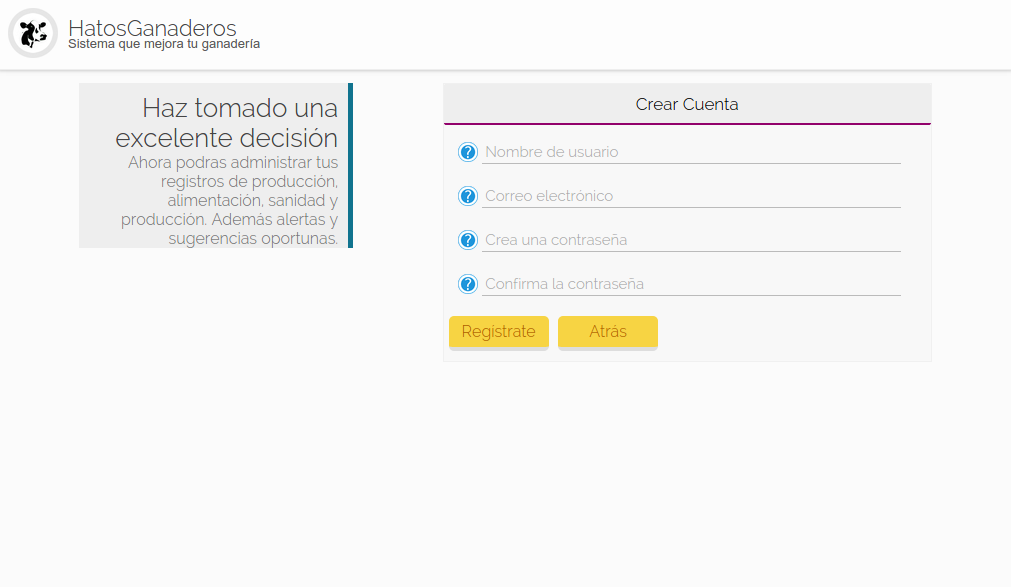 HatosGanaderos
Sistema que mejora tu ganadería
Haz tomado una
excelente decisión
Ahora podras administrar tus
registros de producción,
alimentación, sanidad y
producción. Además alertas y
sugerencias oportunas.
Crear Cuenta
? Nombre de usuario
? Correo electrónico
? Crea una contraseña
? Confirma la contraseña
Registrate Atrás